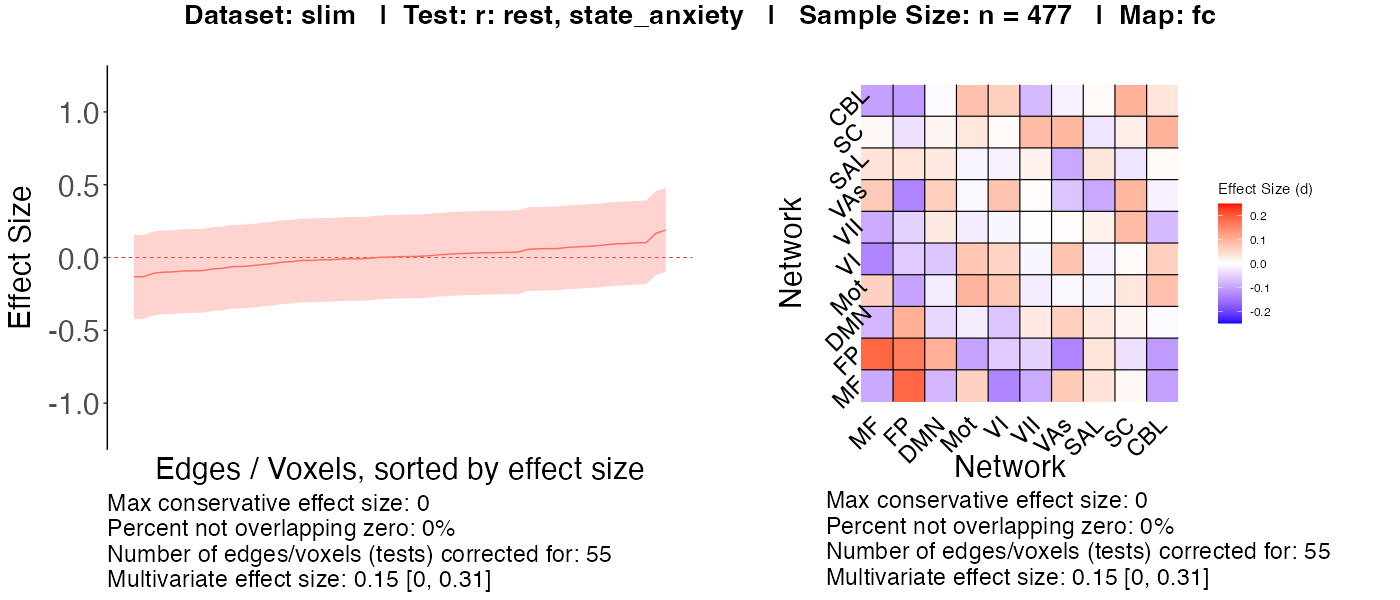 Dataset: slim | Test: r: rest, state_anxiety | Sample Size: n = 477 | Map: fc
Effect Size
1.0
0.5
0.0
-0.5
-1.0
Edges / Voxels, sorted by effect size
Max conservative effect size: 0
Percent not overlapping zero: 0%
Number of edges/voxels (tests) corrected for: 55
Multivariate effect size: 0.15 [0, 0.31]
Network
CBL
SC
SAL
VAs
VII
VI
Mot
DMN
FP
MF
MF
FP
DMN
Mot
VI
VII
VAs
SAL
SC
CBL
Network
Effect Size (d)
0.2
0.1
0.0
-0.1
-0.2
Max conservative effect size: 0
Percent not overlapping zero: 0%
Number of edges/voxels (tests) corrected for: 55
Multivariate effect size: 0.15 [0, 0.31]